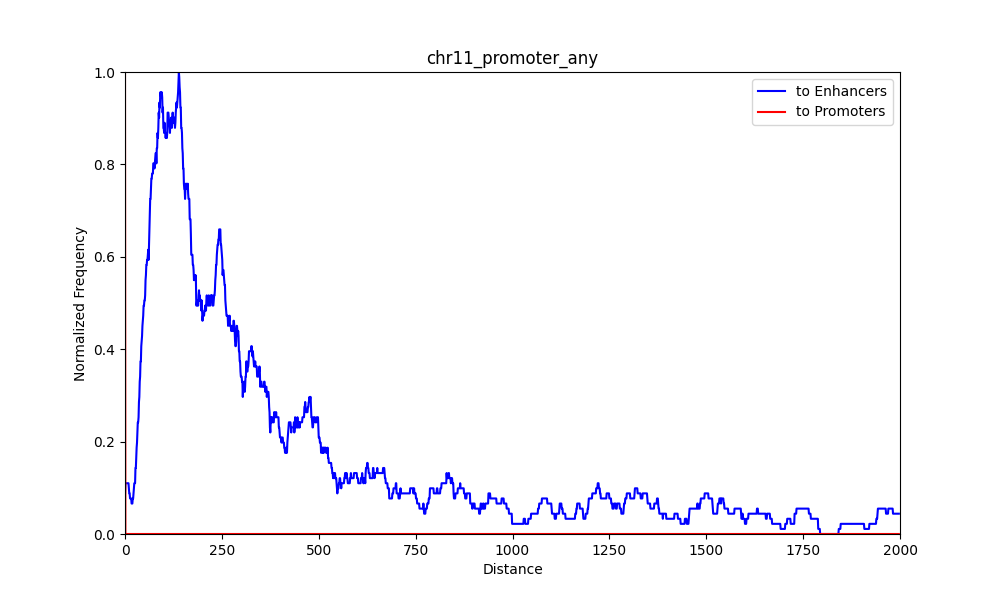 chr11_promoter_any
to Enhancers
to Promoters
1.0
0.8
0.6
0.4
0.2
0.0
Normalized Frequency
0 250 500 750 1000 1250 1500 1750 2000
Distance